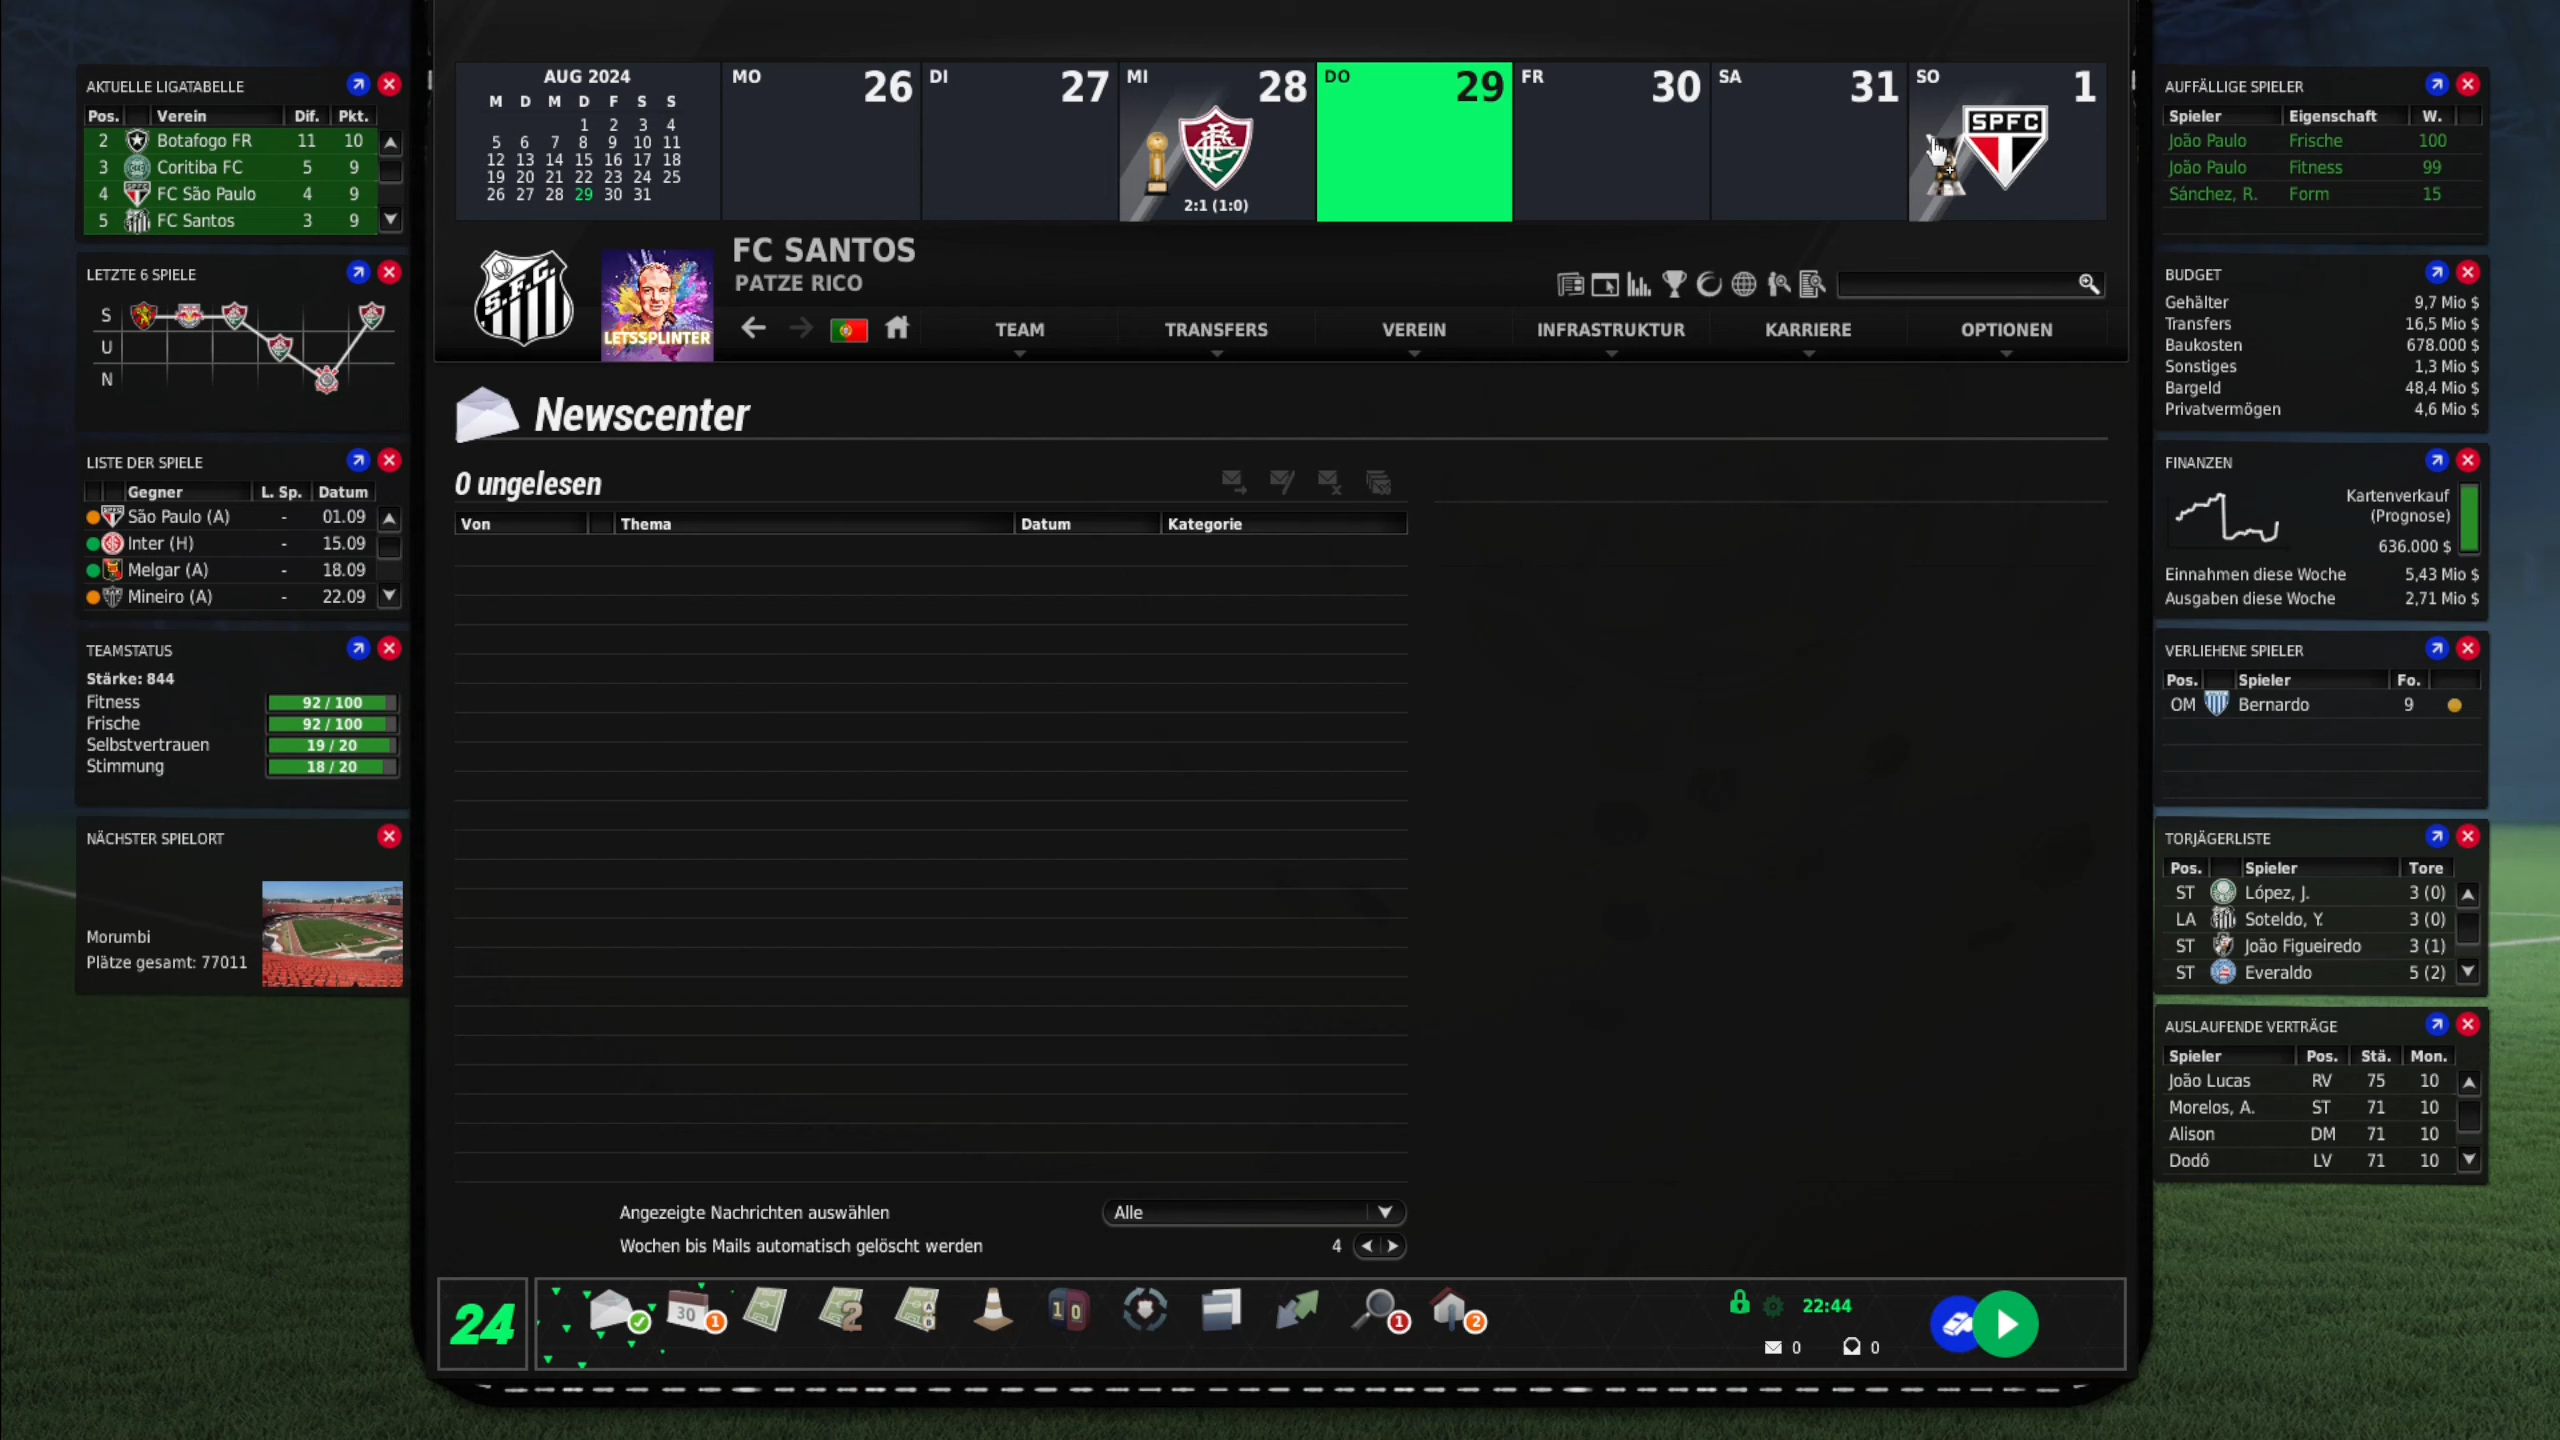 AKTUELLE LIGATABELLE
Pos. Verein Dif. Pkt.
2 Botafogo FR 11 10
3 Coritiba FC 5 9
4 FC São Paulo 4 9
5 FC Santos 3 9
LETZTE 6 SPIELE
S
U
N
LISTE DER SPIELE
Gegner L. Sp. Datum
São Paulo (A) - 01.09
Inter (H) - 15.09
Melgar (A) - 18.09
Mineiro (A) - 22.09
TEAMSTATUS
Stärke: 844
Fitness 92 / 100
Frische 92 / 100
Selbstvertrauen 19 / 20
Stimmung 18 / 20
NÄCHSTER SPIELORT
Morumbi
Plätze gesamt: 77011
AUG 2024
M D M D F S S
1 2 3 4
5 6 7 8 9 10 11
12 13 14 15 16 17 18
19 20 21 22 23 24 25
26 27 28 29 30 31
MO 26
DI 27
MI 28
2:1 (1:0)
DO 29
FR 30
SA 31
SO 1
SPFC
S.F.C.
LETSSPLINTER
FC SANTOS
PATZE RICO
TEAM TRANSFERS VEREIN INFRASTRUKTUR KARRIERE OPTIONEN
Newscenter
0 ungelesen
Von Thema Datum Kategorie
Angezeigte Nachrichten auswählen Alle
Wochen bis Mails automatisch gelöscht werden 4
24
30 1
2
A
B
1 0
1
2
22:44
0 0
AUFFÄLLIGE SPIELER
Spieler Eigenschaft W.
João Paulo Frische 100
João Paulo Fitness 99
Sánchez, R. Form 15
BUDGET
Gehälter 9,7 Mio $
Transfers 16,5 Mio $
Baukosten 678.000 $
Sonstiges 1,3 Mio $
Bargeld 48,4 Mio $
Privatvermögen 4,6 Mio $
FINANZEN
Kartenverkauf
(Prognose)
636.000 $
Einnahmen diese Woche 5,43 Mio $
Ausgaben diese Woche 2,71 Mio $
VERLIEHENE SPIELER
Pos. Spieler Fo.
OM Bernardo 9
TORJÄGERLISTE
Pos. Spieler Tore
ST López, J. 3 (0)
LA Soteldo, Y. 3 (0)
ST João Figueiredo 3 (1)
ST Everaldo 5 (2)
AUSLAUFENDE VERTRÄGE
Spieler Pos. Stä. Mon.
João Lucas RV 75 10
Morelos, A. ST 71 10
Alison DM 71 10
Dodô LV 71 10